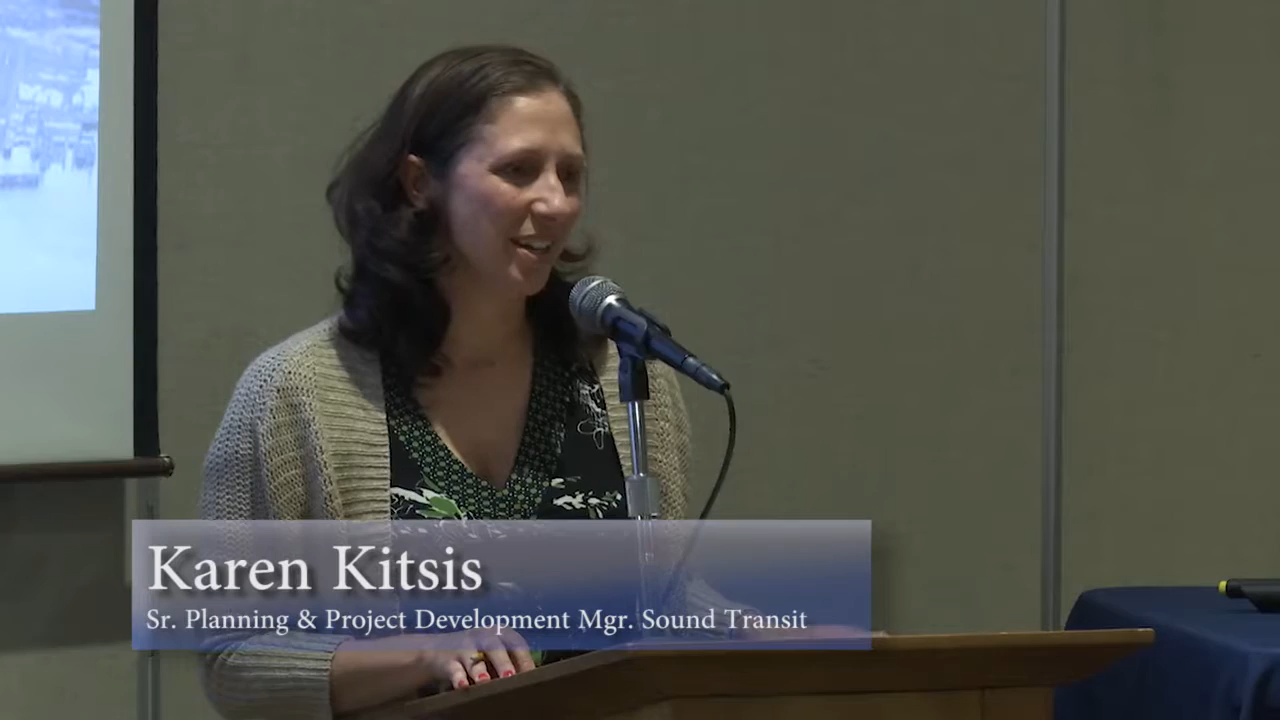 Karen Kitsis
Sr. Planning & Project Development Mgr. Sound Transit